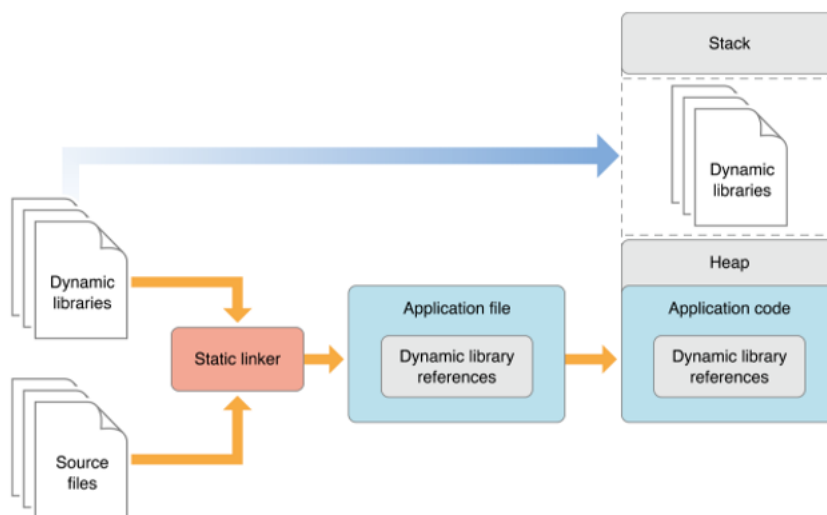 Stack
Dynamic
libraries
Dynamic
libraries
Heap
Application file
Application code
Static linker
Dynamic library
references
Dynamic library
references
Source
files